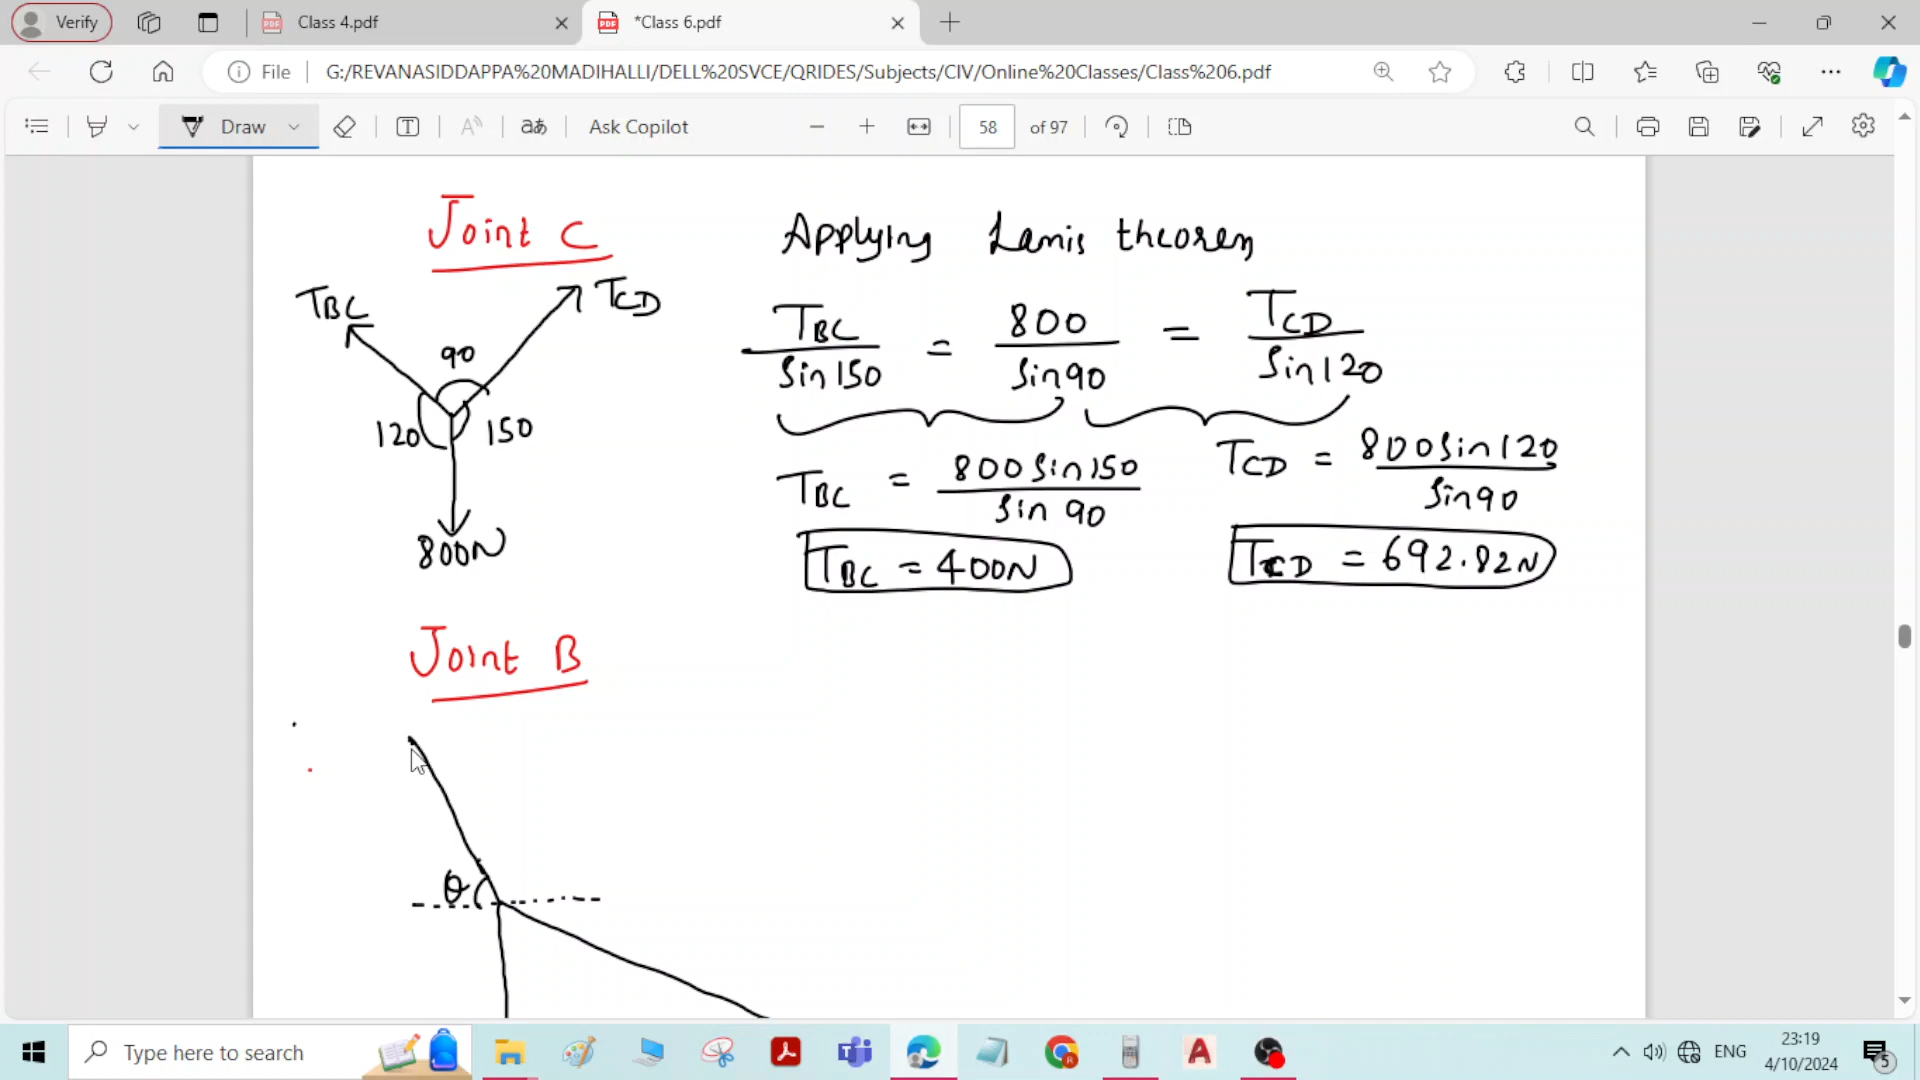 Verify
Class 4.pdf
*Class 6.pdf
File
G:/REVANASIDDAPPA%20MADIHALLI/DELL%20SVCE/QRIDES/Subjects/CIV/Online%20Classes/Class%206.pdf
Draw
Ask Copilot
58
of 97
Joint C
Applying Lamis theorem
TBC
TCD
90
120
150
800N
TBC/Sin150 = 800/Sin90 = TCD/Sin120
TBC = 800Sin150/Sin 90
TCD = 800Sin120/Sin90
TBC = 400N
TCD = 692.82N
Joint B
θ
Type here to search
ENG
23:19
4/10/2024
5